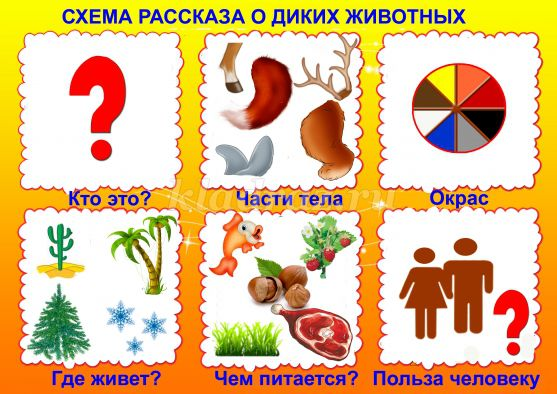 СХЕМА РАССКАЗА О ДИКИХ ЖИВОТНЫХ
?
Кто это? Части тела Окрас
?
Где живет? Чем питается? Польза человеку